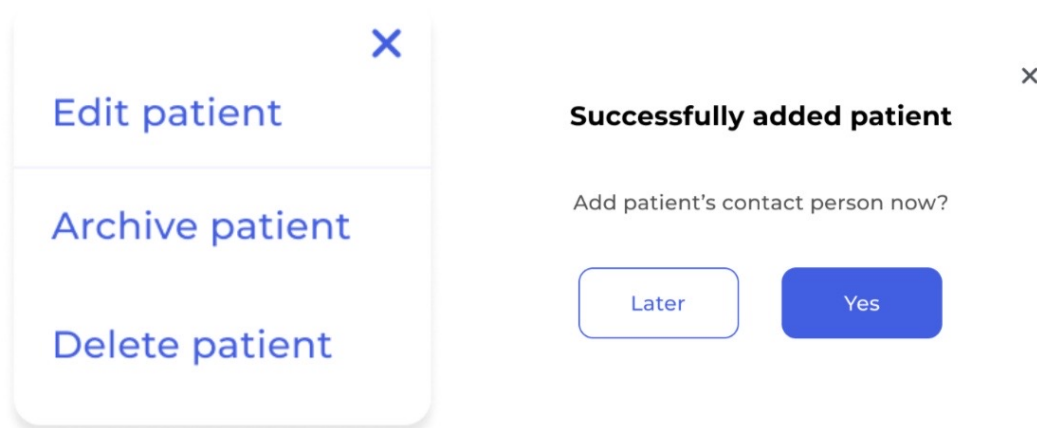 Edit patient
Archive patient
Delete patient
Successfully added patient
Add patient’s contact person now?
Later
Yes